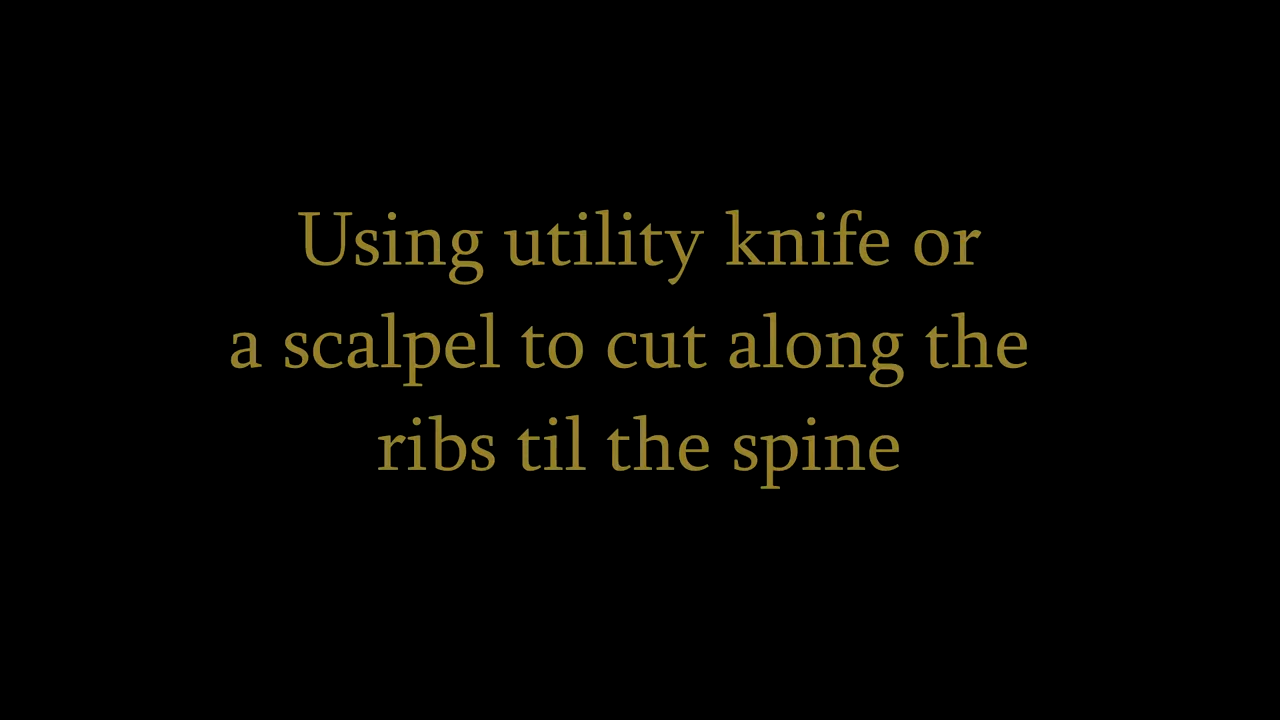 Using utility knife or
a scalpel to cut along the
ribs til the spine